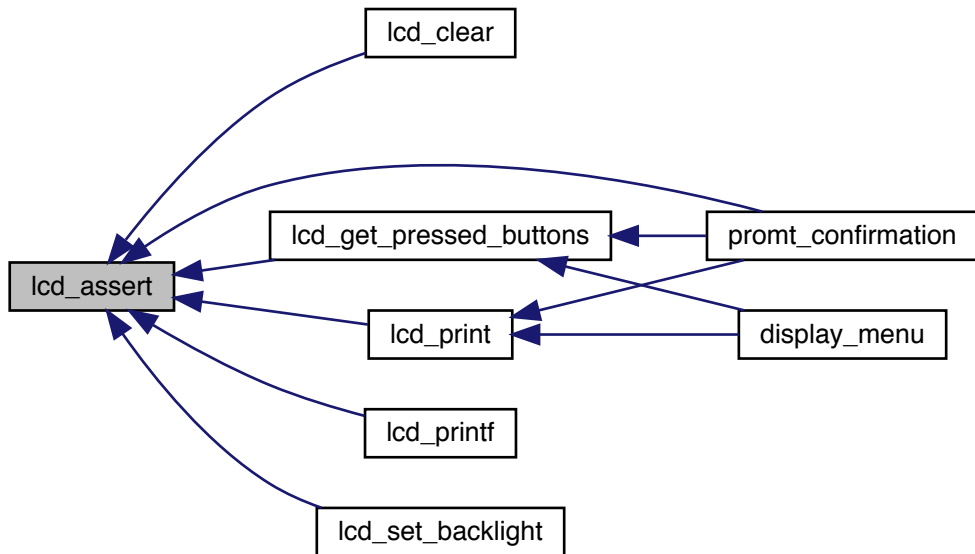 lcd_clear
lcd_get_pressed_buttons
promt_confirmation
lcd_assert
lcd_print
display_menu
lcd_printf
lcd_set_backlight